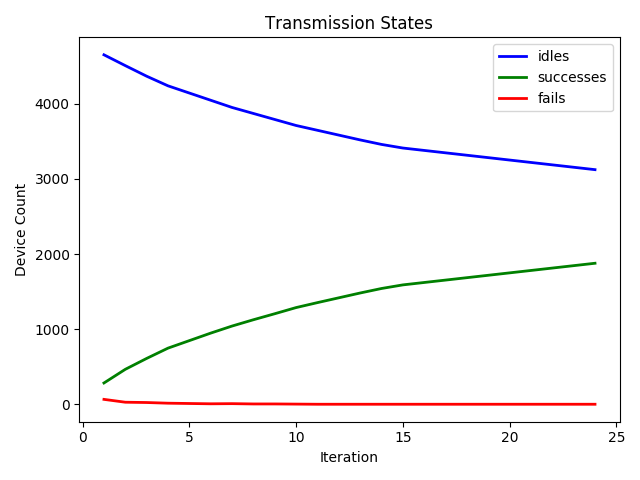 Transmission States
idles
successes
fails
Device Count
4000
3000
2000
1000
0
0 5 10 15 20 25
Iteration